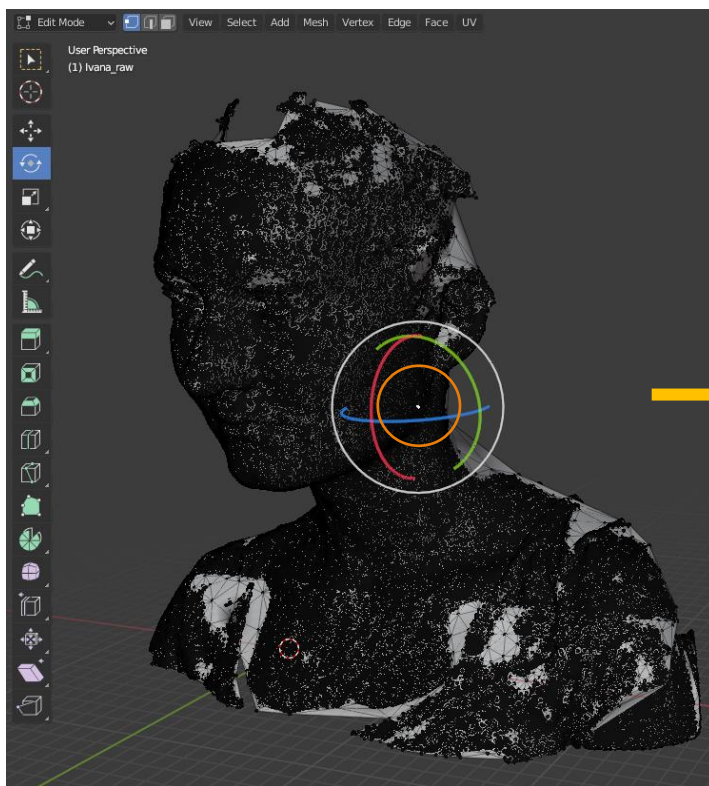 Edit Mode View Select Add Mesh Vertex Edge Face UV
User Perspective
(1) Ivana_raw